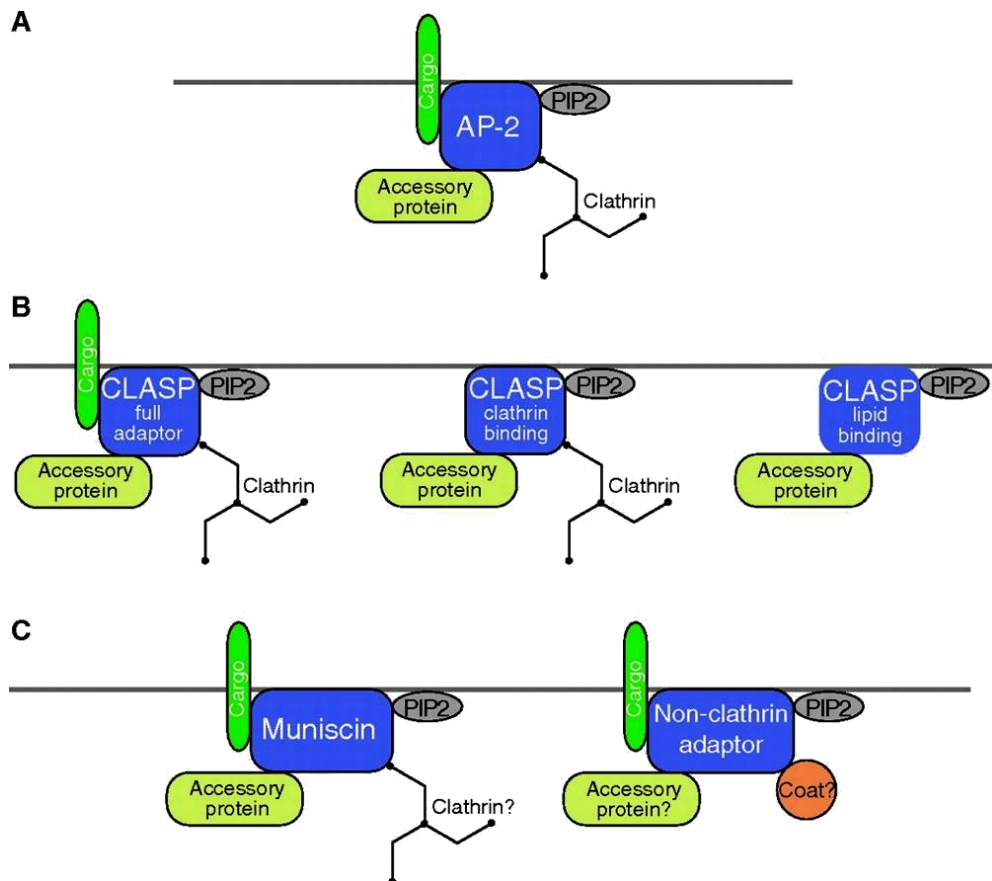 A
Cargo
AP-2
PIP2
Accessory
protein
Clathrin
B
Cargo
CLASP
full
adaptor
PIP2
Accessory
protein
Clathrin
CLASP
clathrin
binding
PIP2
Accessory
protein
Clathrin
CLASP
lipid
binding
PIP2
Accessory
protein
C
Cargo
Muniscin
PIP2
Accessory
protein
Clathrin?
Cargo
Non-clathrin
adaptor
PIP2
Accessory
protein?
Coat?